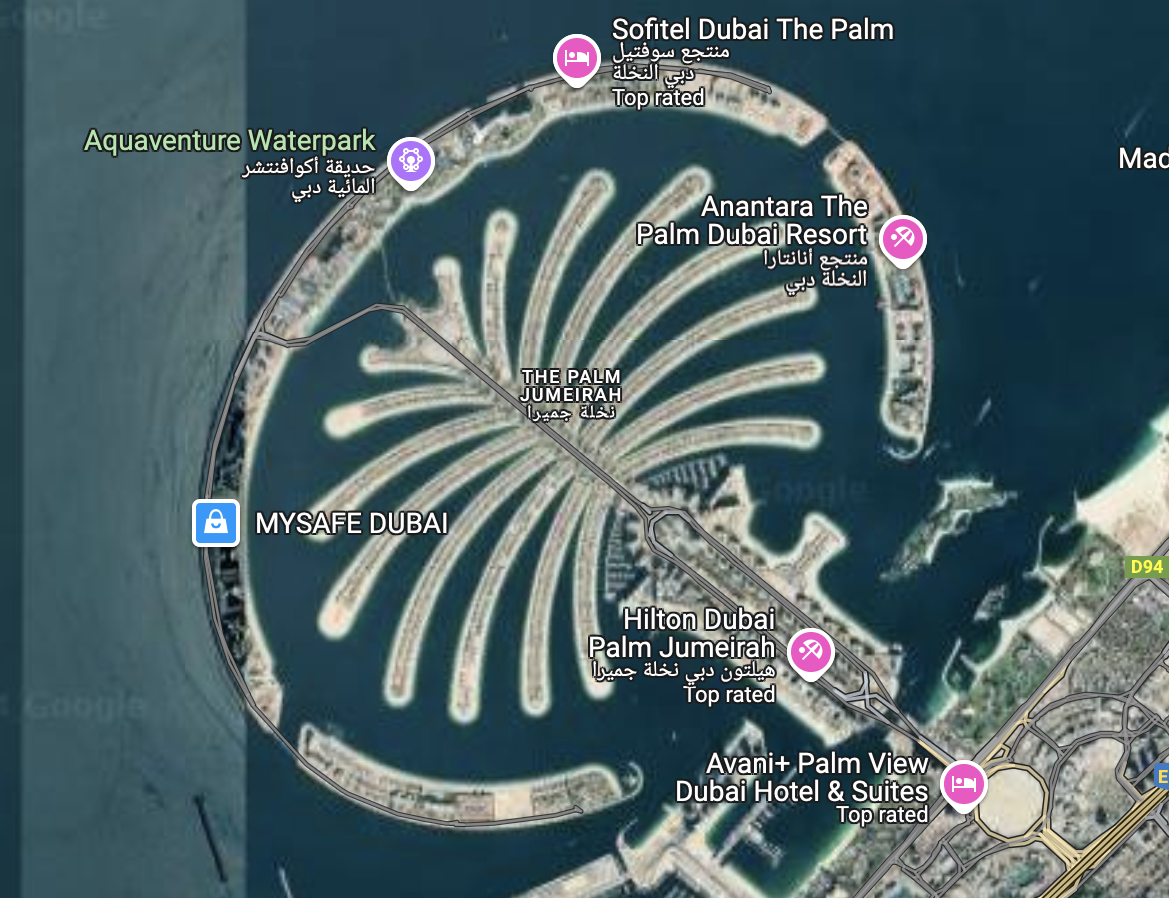 Google
Sofitel Dubai The Palm
منتجع سوفتيل
دبي النخلة
Top rated
Aquaventure Waterpark
حديقة أكوافنتشر
المائية دبي
Mad
Anantara The
Palm Dubai Resort
منتجع أنانتارا
النخلة دبي
THE PALM
JUMEIRAH
نخلة جميرا
Google
MYSAFE DUBAI
D94
Hilton Dubai
Palm Jumeirah
هيلتون دبي نخلة جميرا
Top rated
Google
Avani+ Palm View
Dubai Hotel & Suites
Top rated
E